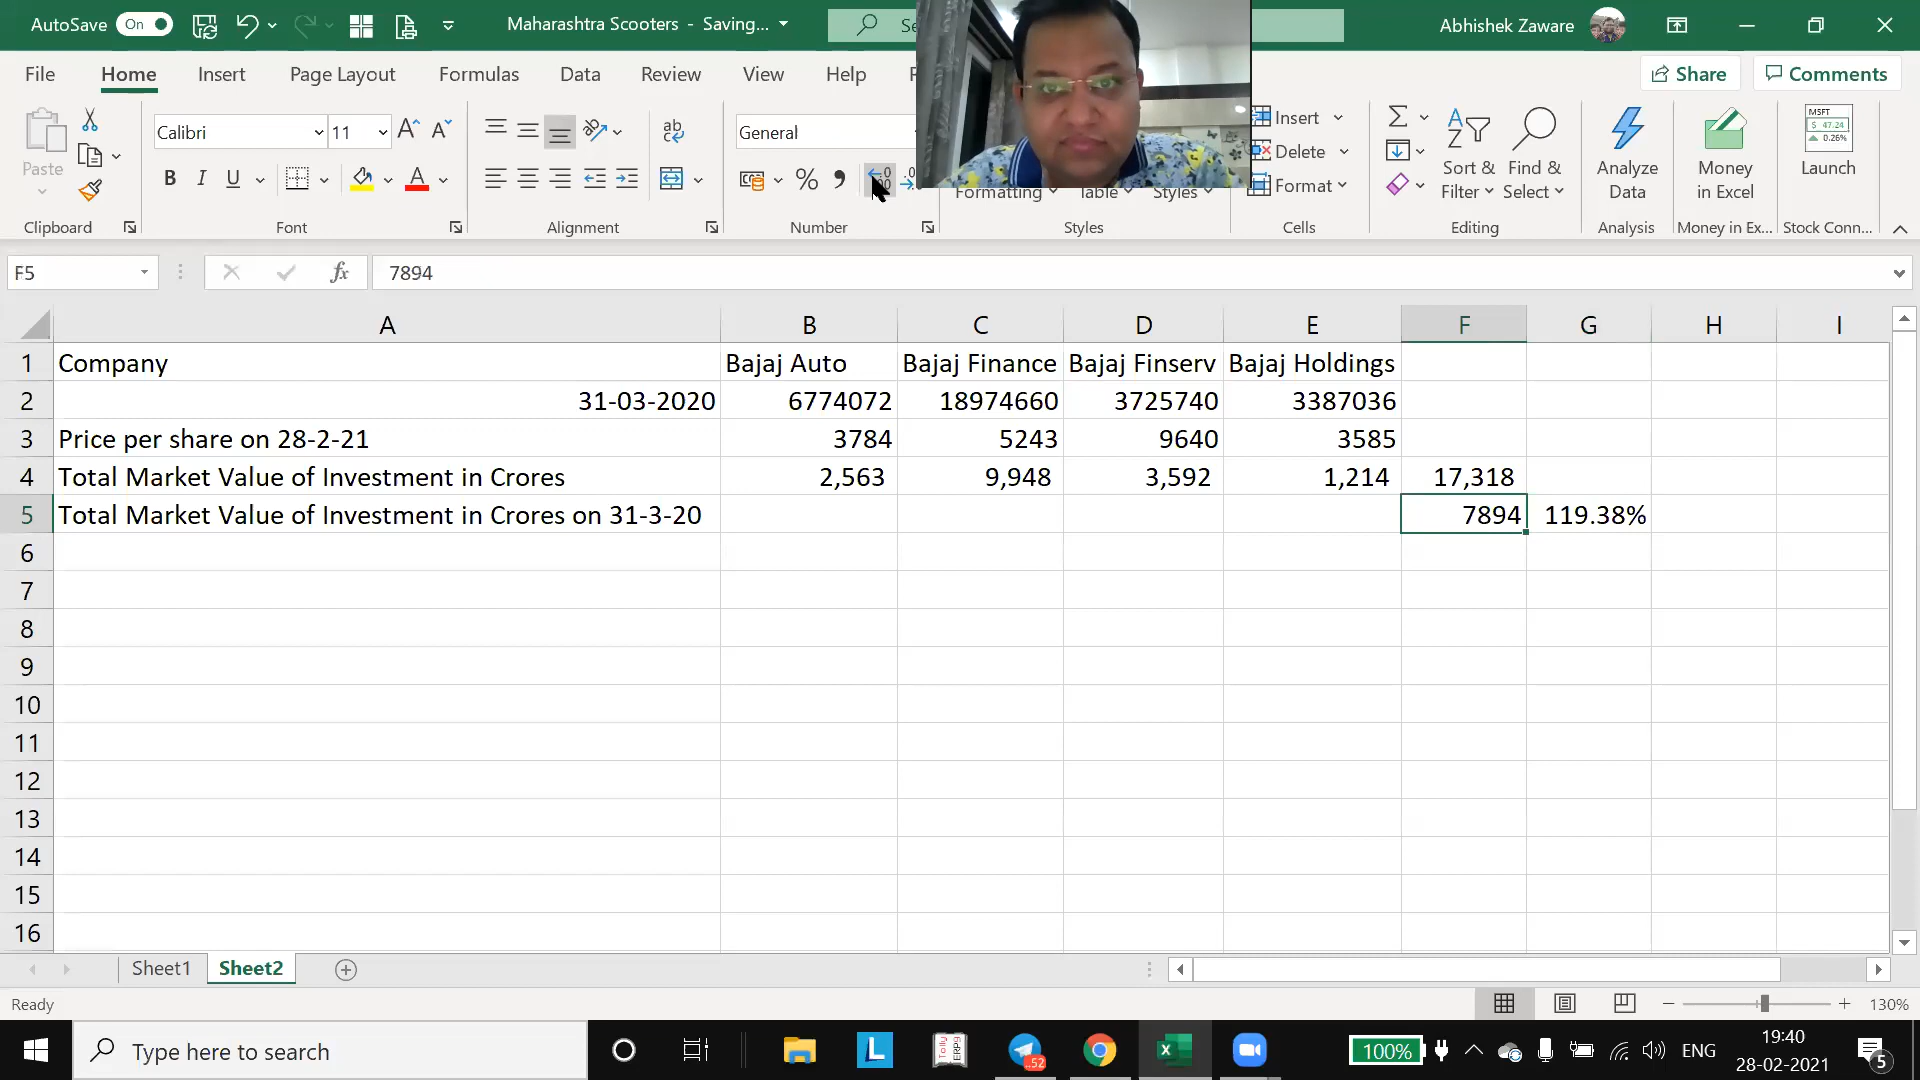 AutoSave On Maharashtra Scooters - Saving... Abhishek Zaware
File Home Insert Page Layout Formulas Data Review View Help Share Comments
Calibri 11 General Insert MSFT
47.24
0.26%
Delete
Paste Sort & Find & Analyze Money Launch
Format Filter Select Data in Excel
Formatting Table Styles
Clipboard Font Alignment Number Styles Cells Editing Analysis Money in Ex... Stock Conn...
F5 fx 7894
A B C D E F G H I
1 Company Bajaj Auto Bajaj Finance Bajaj Finserv Bajaj Holdings
2 31-03-2020 6774072 18974660 3725740 3387036
3 Price per share on 28-2-21 3784 5243 9640 3585
4 Total Market Value of Investment in Crores 2,563 9,948 3,592 1,214 17,318
5 Total Market Value of Investment in Crores on 31-3-20 7894 119.38%
6
7
8
9
10
11
12
13
14
15
16
Sheet1 Sheet2
Ready 130%
Type here to search 52 100% ENG 19:40
28-02-2021 5